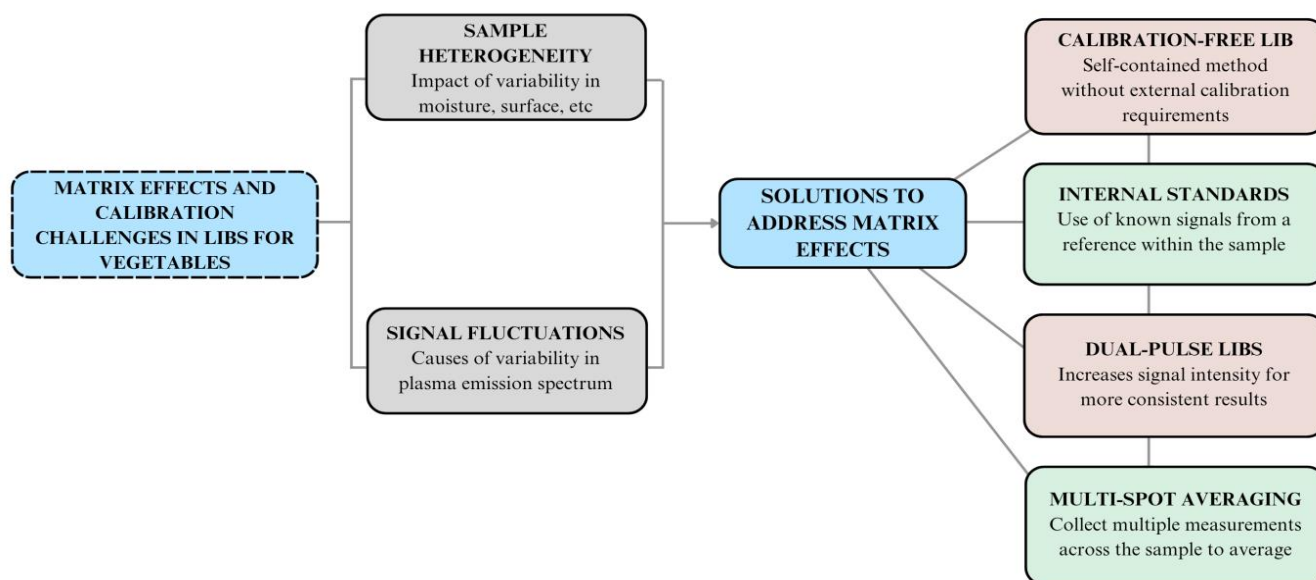 MATRIX EFFECTS AND
CALIBRATION
CHALLENGES IN LIBS FOR
VEGETABLES
SAMPLE
HETEROGENEITY
Impact of variability in
moisture, surface, etc
SIGNAL FLUCTUATIONS
Causes of variability in
plasma emission spectrum
SOLUTIONS TO
ADDRESS MATRIX
EFFECTS
CALIBRATION-FREE LIB
Self-contained method
without external calibration
requirements
INTERNAL STANDARDS
Use of known signals from a
reference within the sample
DUAL-PULSE LIBS
Increases signal intensity for
more consistent results
MULTI-SPOT AVERAGING
Collect multiple measurements
across the sample to average